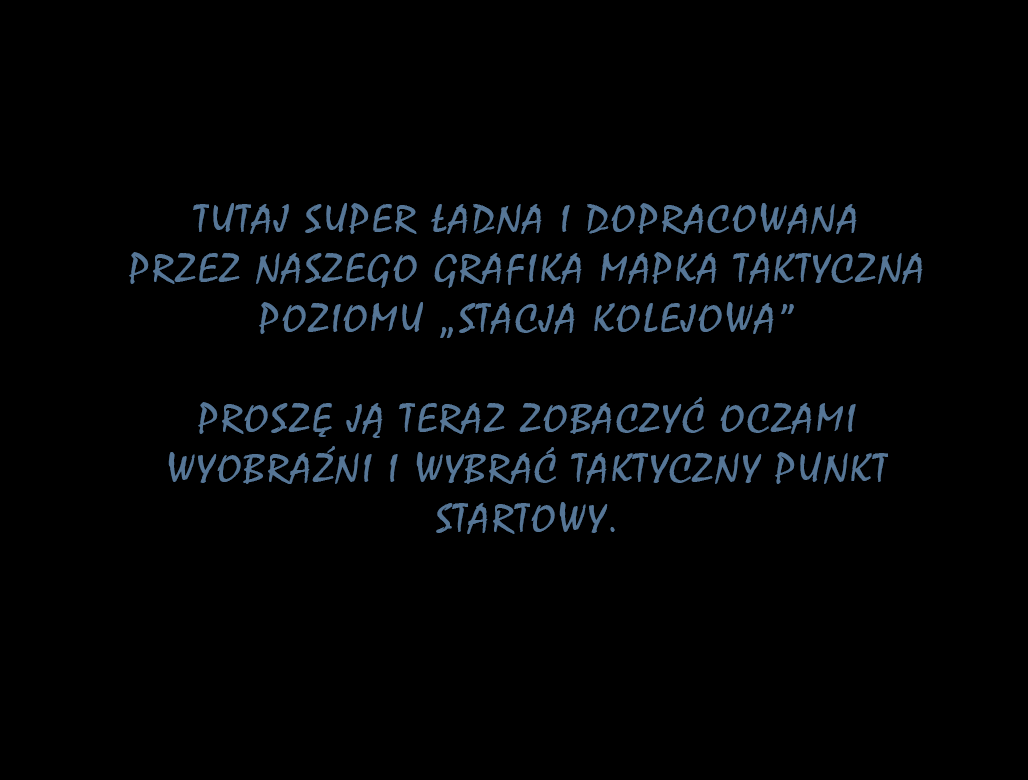 TUTAJ SUPER ŁADNA I DOPRACOWANA
PRZEZ NASZEGO GRAFIKA MAPKA TAKTYCZNA
POZIOMU „STACJA KOLEJOWA”
PROSZĘ JĄ TERAZ ZOBACZYĆ OCZAMI
WYOBRAŹNI I WYBRAĆ TAKTYCZNY PUNKT
STARTOWY.